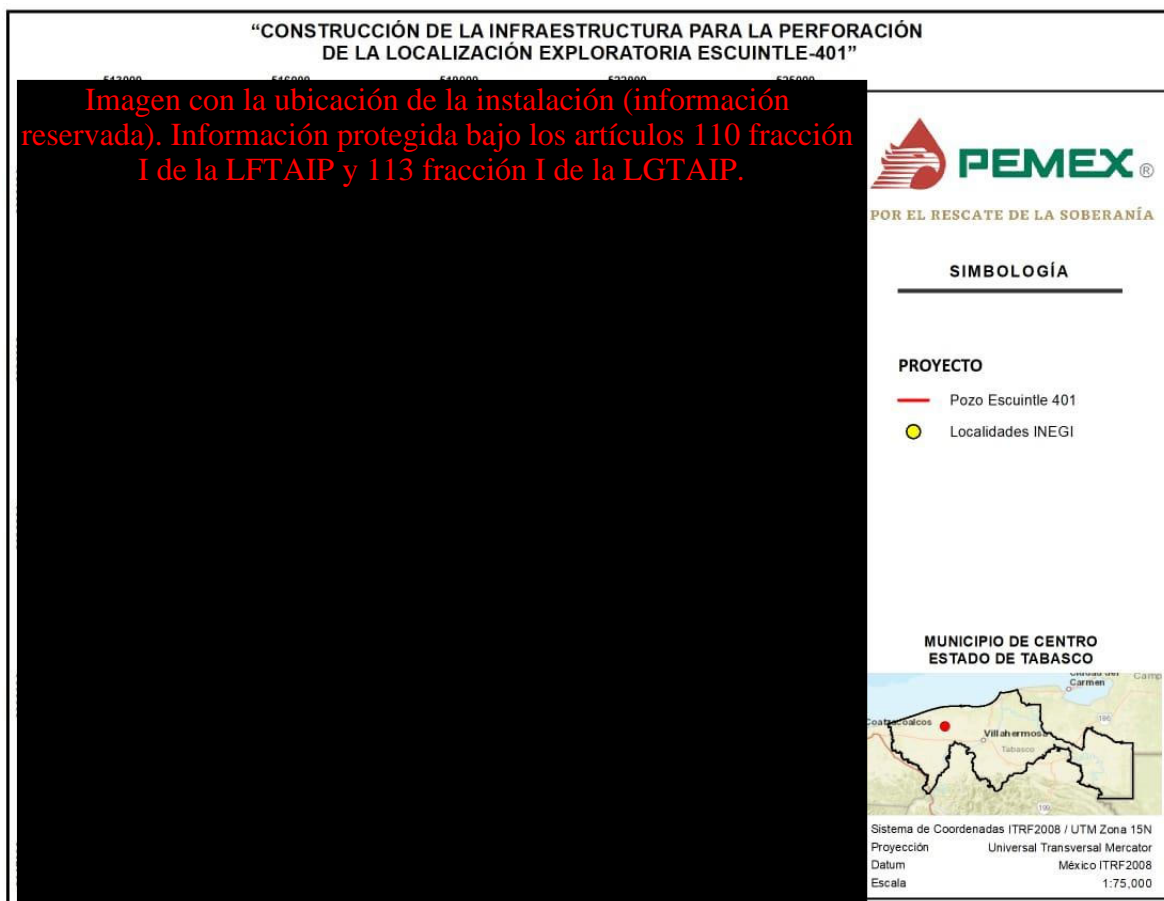 “CONSTRUCCIÓN DE LA INFRAESTRUCTURA PARA LA PERFORACIÓN
DE LA LOCALIZACIÓN EXPLORATORIA ESCUINTLE-401”
Imagen con la ubicación de la instalación (información
reservada). Información protegida bajo los artículos 110 fracción
I de la LFTAIP y 113 fracción I de la LGTAIP.
PEMEX ®
POR EL RESCATE DE LA SOBERANÍA
SIMBOLOGÍA
PROYECTO
Pozo Escuintle 401
Localidades INEGI
MUNICIPIO DE CENTRO
ESTADO DE TABASCO
Carmen
Camp
Coatzacoalcos
186
Villahermosa
Tabasco
199
Sistema de Coordenadas ITRF2008 / UTM Zona 15N
Proyección Universal Transversal Mercator
Datum México ITRF2008
Escala 1:75,000